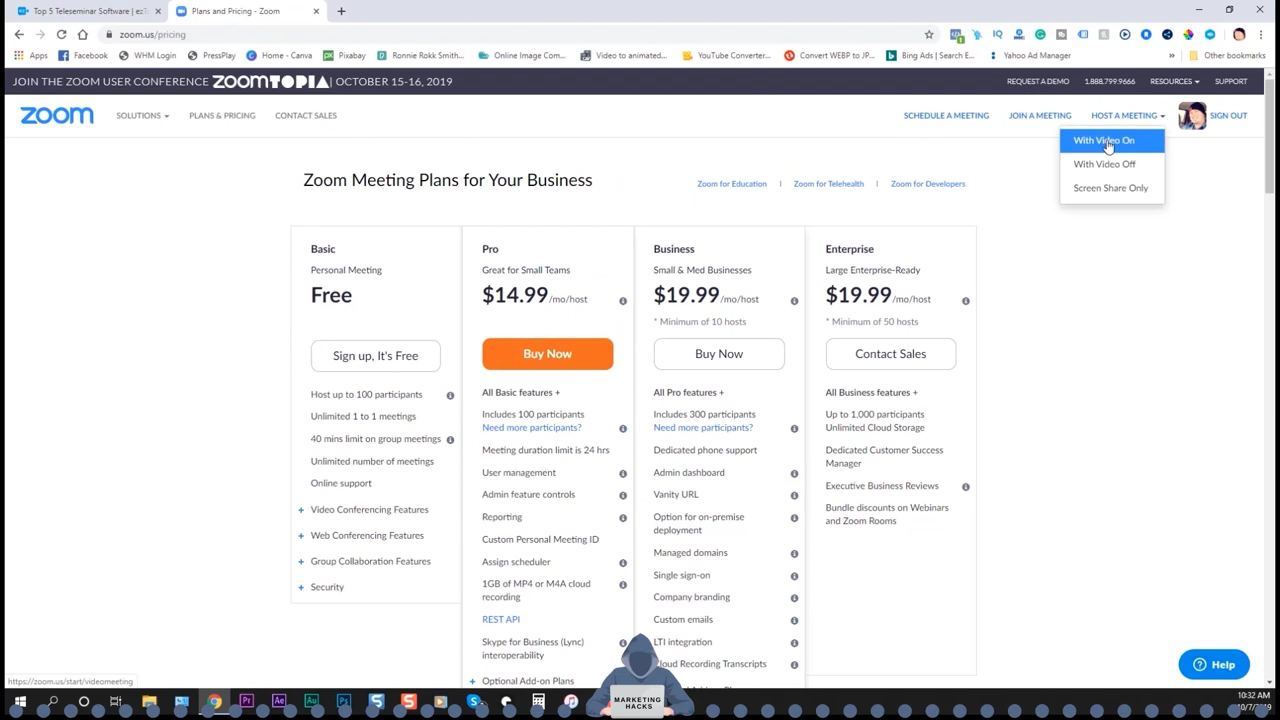 Top 5 Teleseminar Software | ez
Plans and Pricing - Zoom
zoom.us/pricing
Apps
Facebook
WHM Login
PressPlay
Home - Canva
Pixabay
Ronnie Rokk Smith...
Online Image Com...
Video to animated...
YouTube Converter...
Convert WEBP to JP...
Bing Ads | Search E...
Yahoo Ad Manager
Other bookmarks
JOIN THE ZOOM USER CONFERENCE ZOOMTOPIA | OCTOBER 15-16, 2019
REQUEST A DEMO 1.888.799.9666 RESOURCES SUPPORT
zoom
SOLUTIONS PLANS & PRICING CONTACT SALES
SCHEDULE A MEETING JOIN A MEETING HOST A MEETING SIGN OUT
With Video On
With Video Off
Screen Share Only
Zoom Meeting Plans for Your Business
Zoom for Education | Zoom for Telehealth | Zoom for Developers
Basic
Personal Meeting
Free
Sign up, It's Free
Host up to 100 participants
Unlimited 1 to 1 meetings
40 mins limit on group meetings
Unlimited number of meetings
Online support
+ Video Conferencing Features
+ Web Conferencing Features
+ Group Collaboration Features
+ Security
Pro
Great for Small Teams
$14.99 /mo/host
Buy Now
All Basic features +
Includes 100 participants
Need more participants?
Meeting duration limit is 24 hrs
User management
Admin feature controls
Reporting
Custom Personal Meeting ID
Assign scheduler
1GB of MP4 or M4A cloud
recording
REST API
Skype for Business (Lync)
interoperability
+ Optional Add-on Plans
Business
Small & Med Businesses
$19.99 /mo/host
* Minimum of 10 hosts
Buy Now
All Pro features +
Includes 300 participants
Need more participants?
Dedicated phone support
Admin dashboard
Vanity URL
Option for on-premise
deployment
Managed domains
Single sign-on
Company branding
Custom emails
LTI integration
Cloud Recording Transcripts
Enterprise
Large Enterprise-Ready
$19.99 /mo/host
* Minimum of 50 hosts
Contact Sales
All Business features +
Up to 1,000 participants
Unlimited Cloud Storage
Dedicated Customer Success
Manager
Executive Business Reviews
Bundle discounts on Webinars
and Zoom Rooms
Help
https://zoom.us/start/videomeeting
MARKETING
HACKS
10:32 AM
10/7/2019